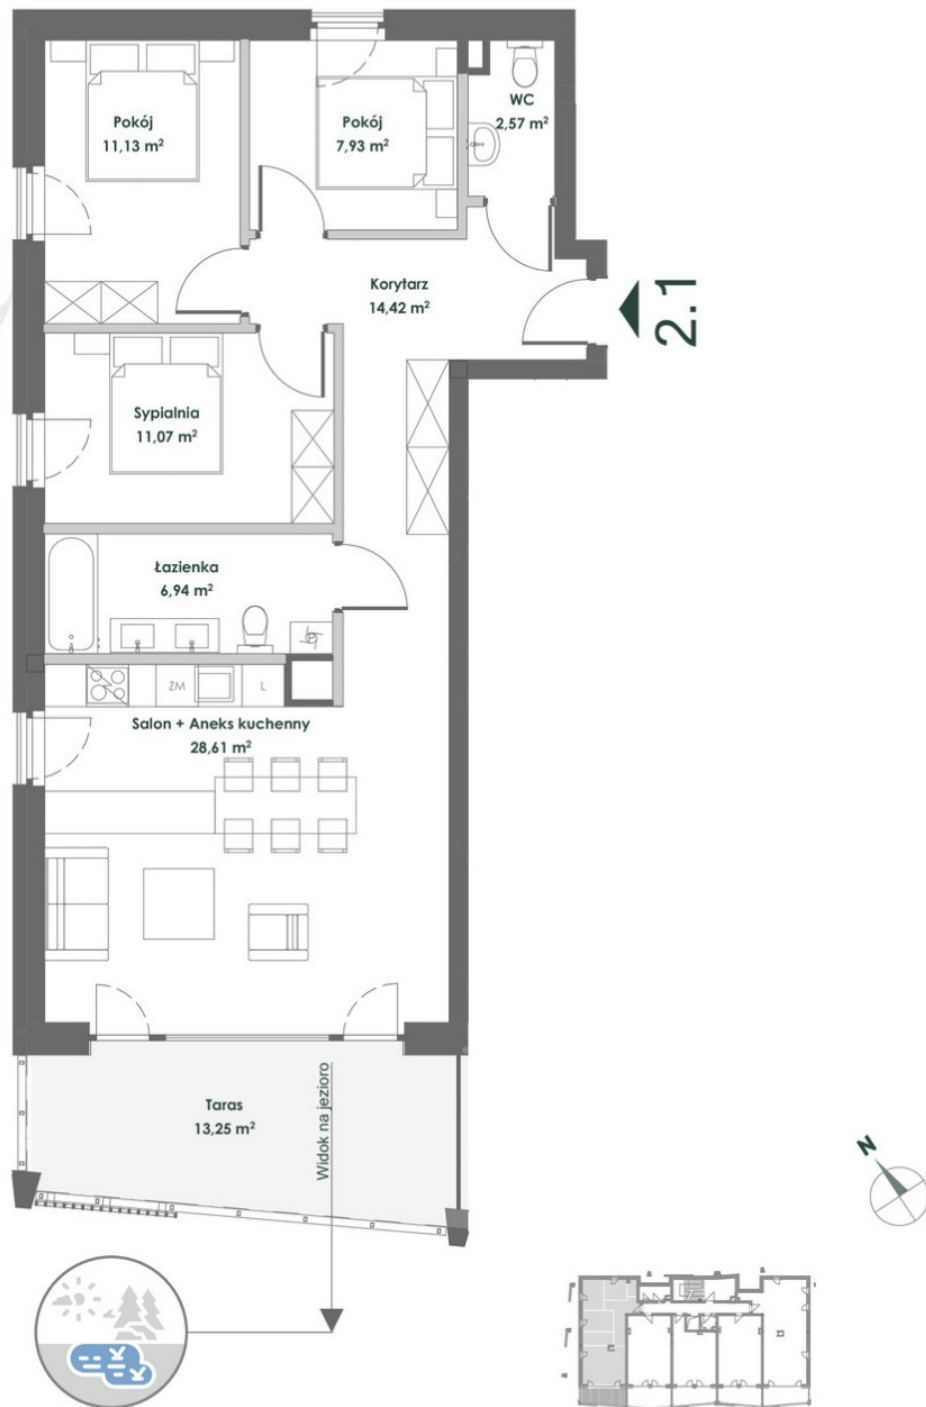 Pokój
11,13 m²
Pokój
7,93 m²
WC
2,57 m²
Korytarz
14,42 m²
2.1
Sypialnia
11,07 m²
Łazienka
6,94 m²
ZM
L
Salon + Aneks kuchenny
28,61 m²
Taras
13,25 m²
Widok na jezioro
N